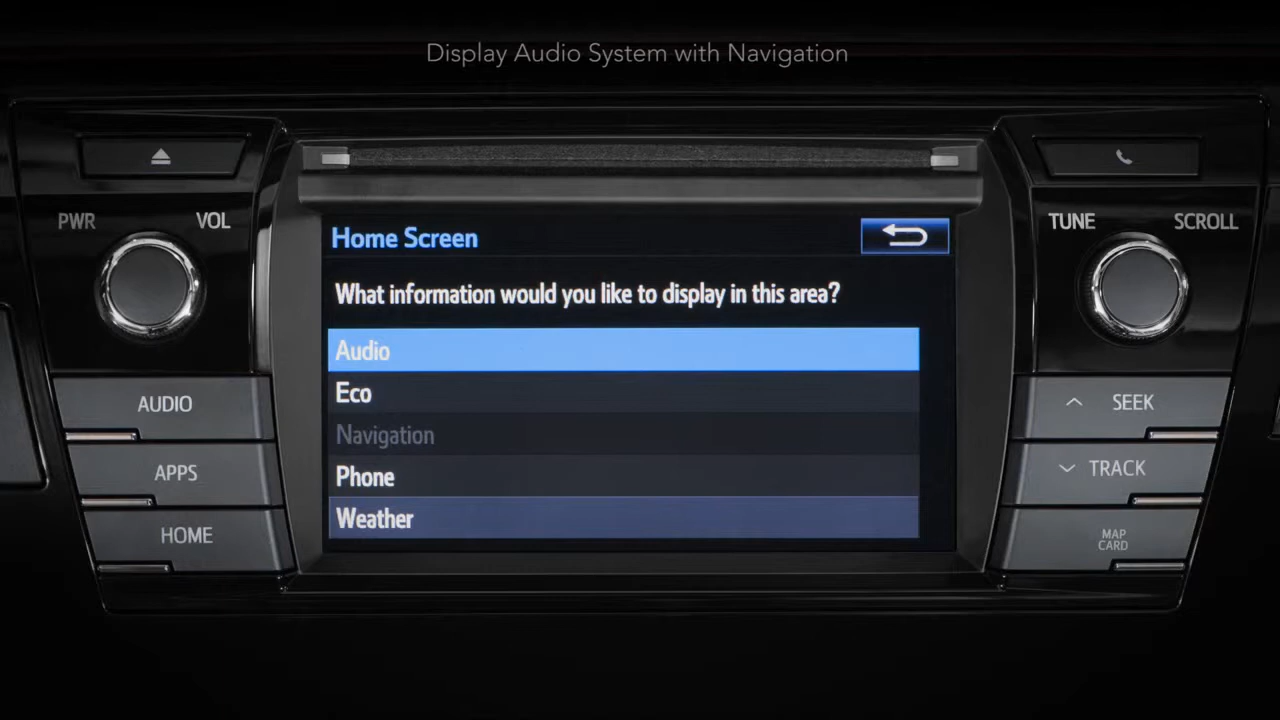 Display Audio System with Navigation
PWR
VOL
TUNE
SCROLL
Home Screen
What information would you like to display in this area?
Audio
Eco
Navigation
Phone
Weather
AUDIO
APPS
HOME
SEEK
TRACK
MAP
CARD